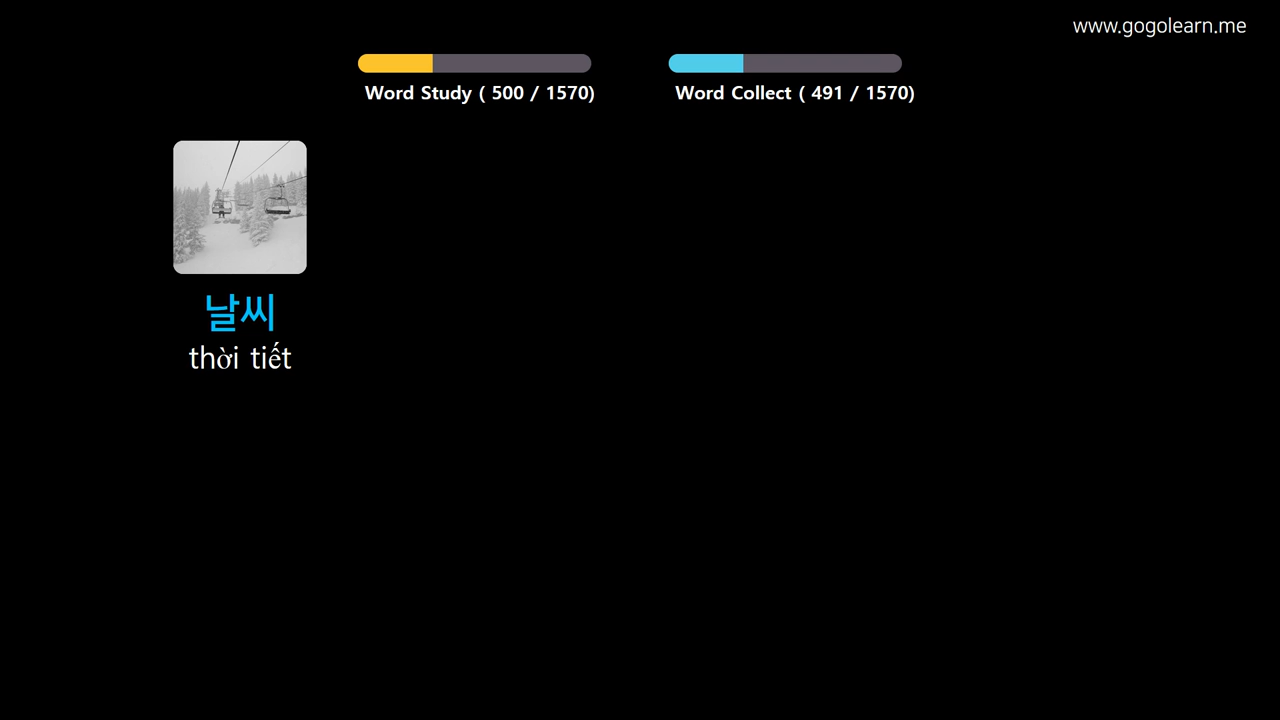 www.gogolearn.me
Word Study ( 500 / 1570)
Word Collect ( 491 / 1570)
날씨
thời tiết